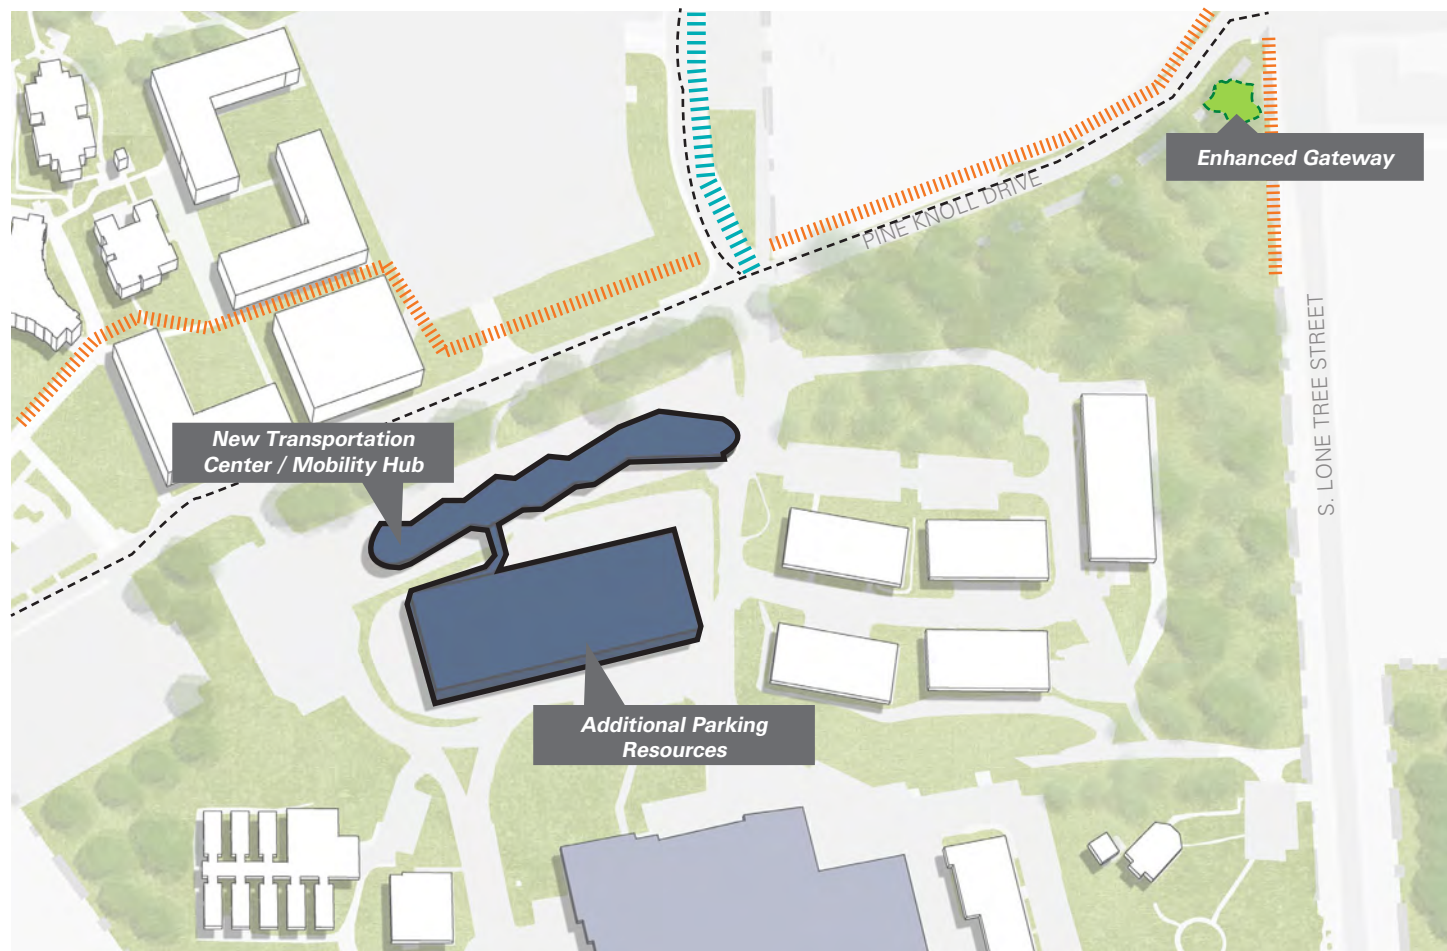 Enhanced Gateway
PINE KNOLL DRIVE
S. LONE TREE STREET
New Transportation
Center / Mobility Hub
Additional Parking
Resources